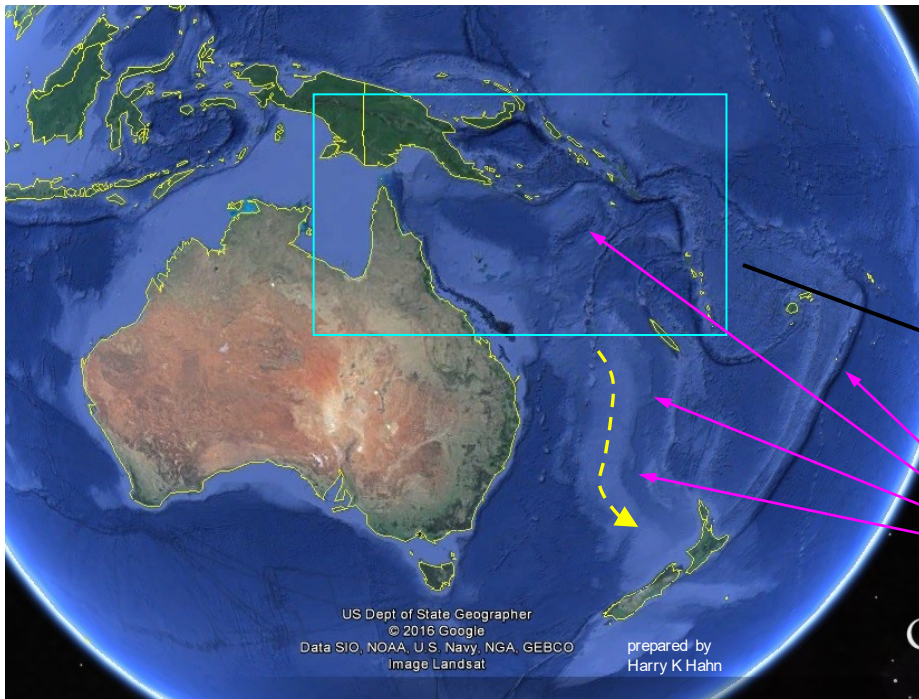 US Dept of State Geographer
© 2016 Google
Data SIO, NOAA, U.S. Navy, NGA, GEBCO
Image Landsat
prepared by
Harry K Hahn